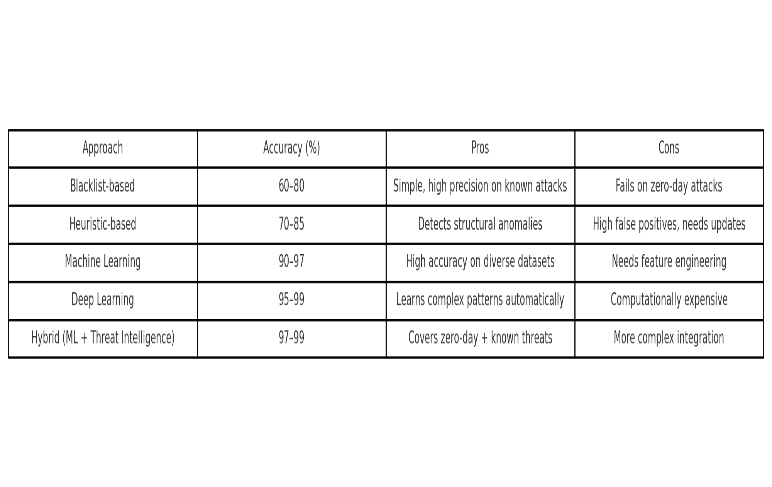 Approach Accuracy (%) Pros Cons
Blacklist-based 60–80 Simple, high precision on known attacks Fails on zero-day attacks
Heuristic-based 70–85 Detects structural anomalies High false positives, needs updates
Machine Learning 90–97 High accuracy on diverse datasets Needs feature engineering
Deep Learning 95–99 Learns complex patterns automatically Computationally expensive
Hybrid (ML + Threat Intelligence) 97–99 Covers zero-day + known threats More complex integration